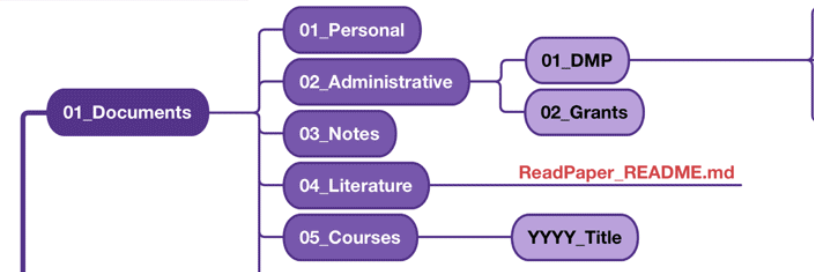 01_Personal
01_DMP
02_Administrative
01_Documents
02_Grants
03_Notes
ReadPaper_README.md
04_Literature
05_Courses
YYYY_Title